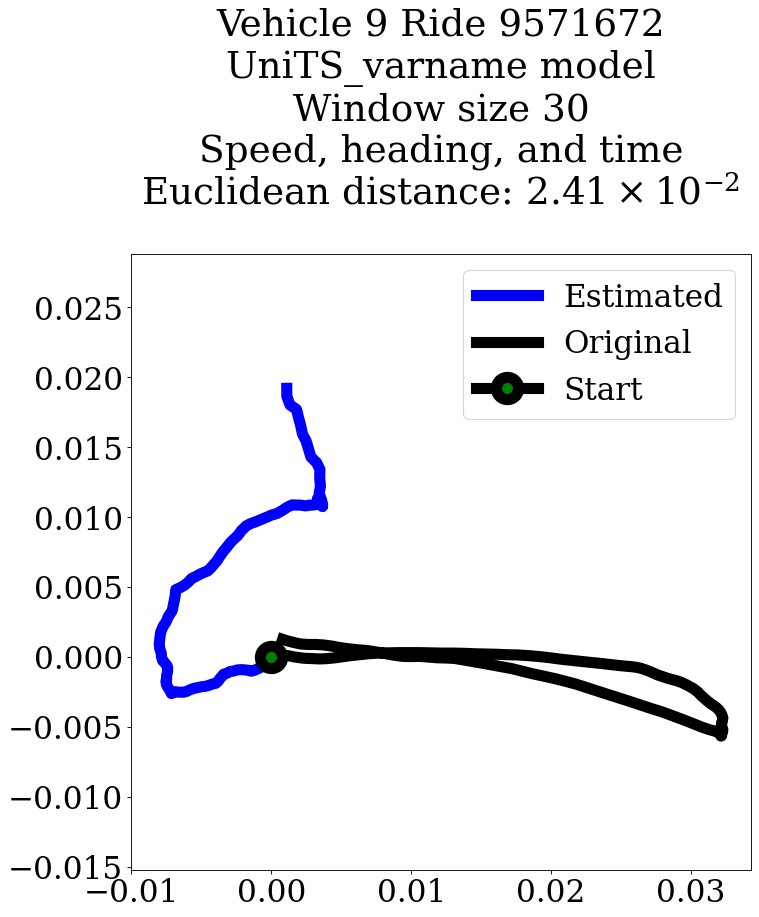 Vehicle 9 Ride 9571672
UniTS_varname model
Window size 30
Speed, heading, and time
Euclidean distance: 2.41 × 10⁻²
Estimated
Original
Start
0.025
0.020
0.015
0.010
0.005
0.000
−0.005
−0.010
−0.015
−0.01 0.00 0.01 0.02 0.03